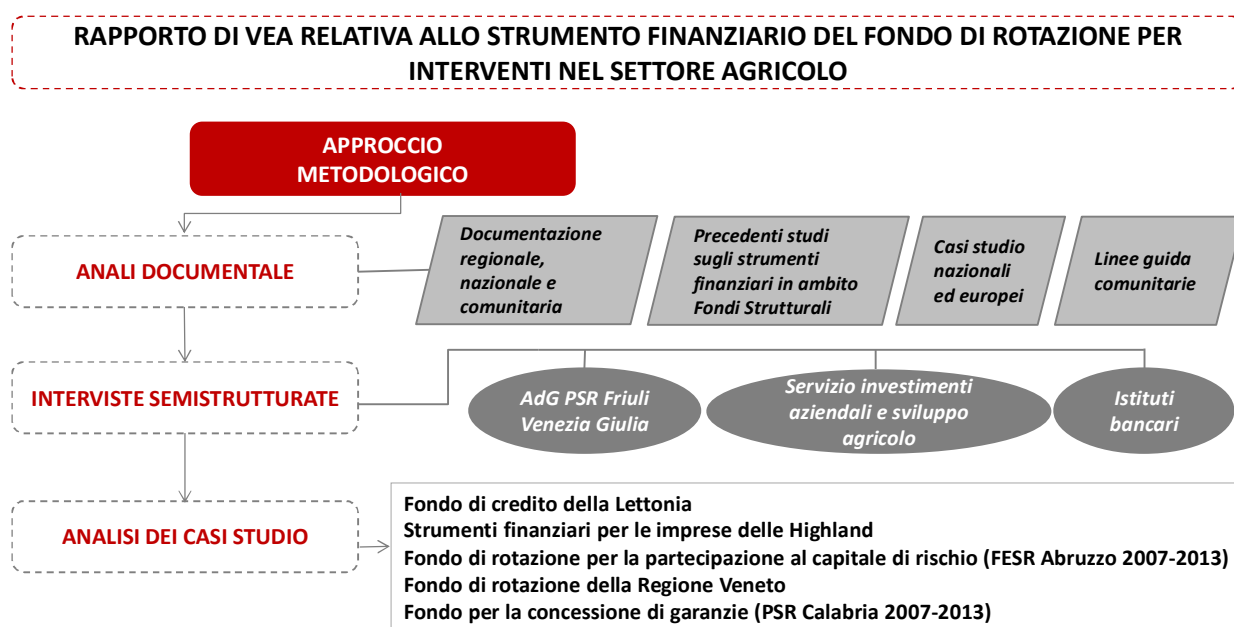 RAPPORTO DI VEA RELATIVA ALLO STRUMENTO FINANZIARIO DEL FONDO DI ROTAZIONE PER
INTERVENTI NEL SETTORE AGRICOLO
APPROCCIO
METODOLOGICO
ANALI DOCUMENTALE
Documentazione
regionale,
nazionale e
comunitaria
Precedenti studi
sugli strumenti
finanziari in ambito
Fondi Strutturali
Casi studio
nazionali
ed europei
Linee guida
comunitarie
INTERVISTE SEMISTRUTTURATE
AdG PSR Friuli
Venezia Giulia
Servizio investimenti
aziendali e sviluppo
agricolo
Istituti
bancari
ANALISI DEI CASI STUDIO
Fondo di credito della Lettonia
Strumenti finanziari per le imprese delle Highland
Fondo di rotazione per la partecipazione al capitale di rischio (FESR Abruzzo 2007-2013)
Fondo di rotazione della Regione Veneto
Fondo per la concessione di garanzie (PSR Calabria 2007-2013)